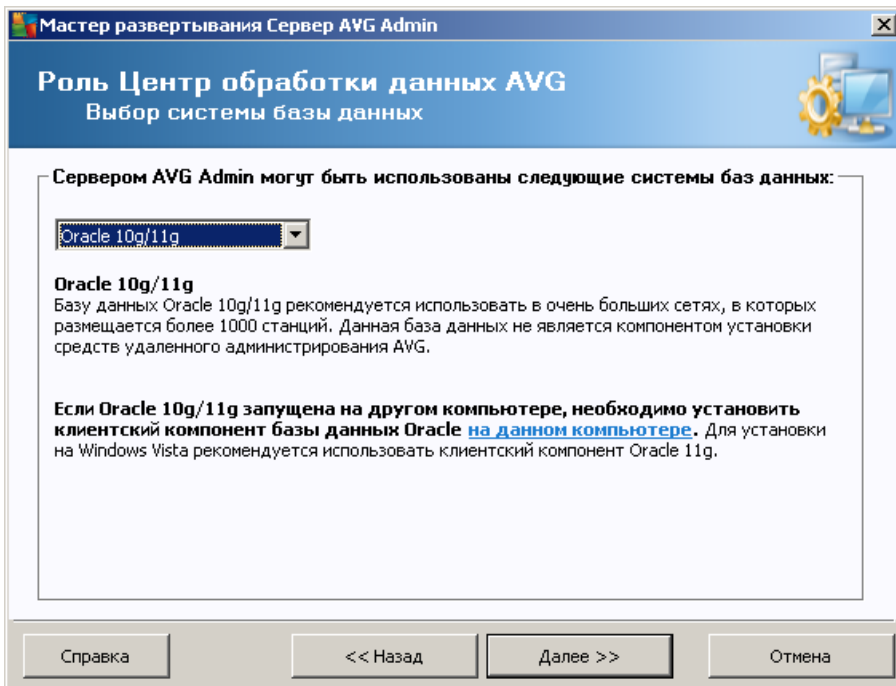 Мастер развертывания Сервер AVG Admin
Роль Центр обработки данных AVG
Выбор системы базы данных
Сервером AVG Admin могут быть использованы следующие системы баз данных:
Oracle 10g/11g
Oracle 10g/11g
Базу данных Oracle 10g/11g рекомендуется использовать в очень больших сетях, в которых
размещается более 1000 станций. Данная база данных не является компонентом установки
средств удаленного администрирования AVG.
Если Oracle 10g/11g запущена на другом компьютере, необходимо установить
клиентский компонент базы данных Oracle на данном компьютере. Для установки
на Windows Vista рекомендуется использовать клиентский компонент Oracle 11g.
Справка
<< Назад
Далее >>
Отмена